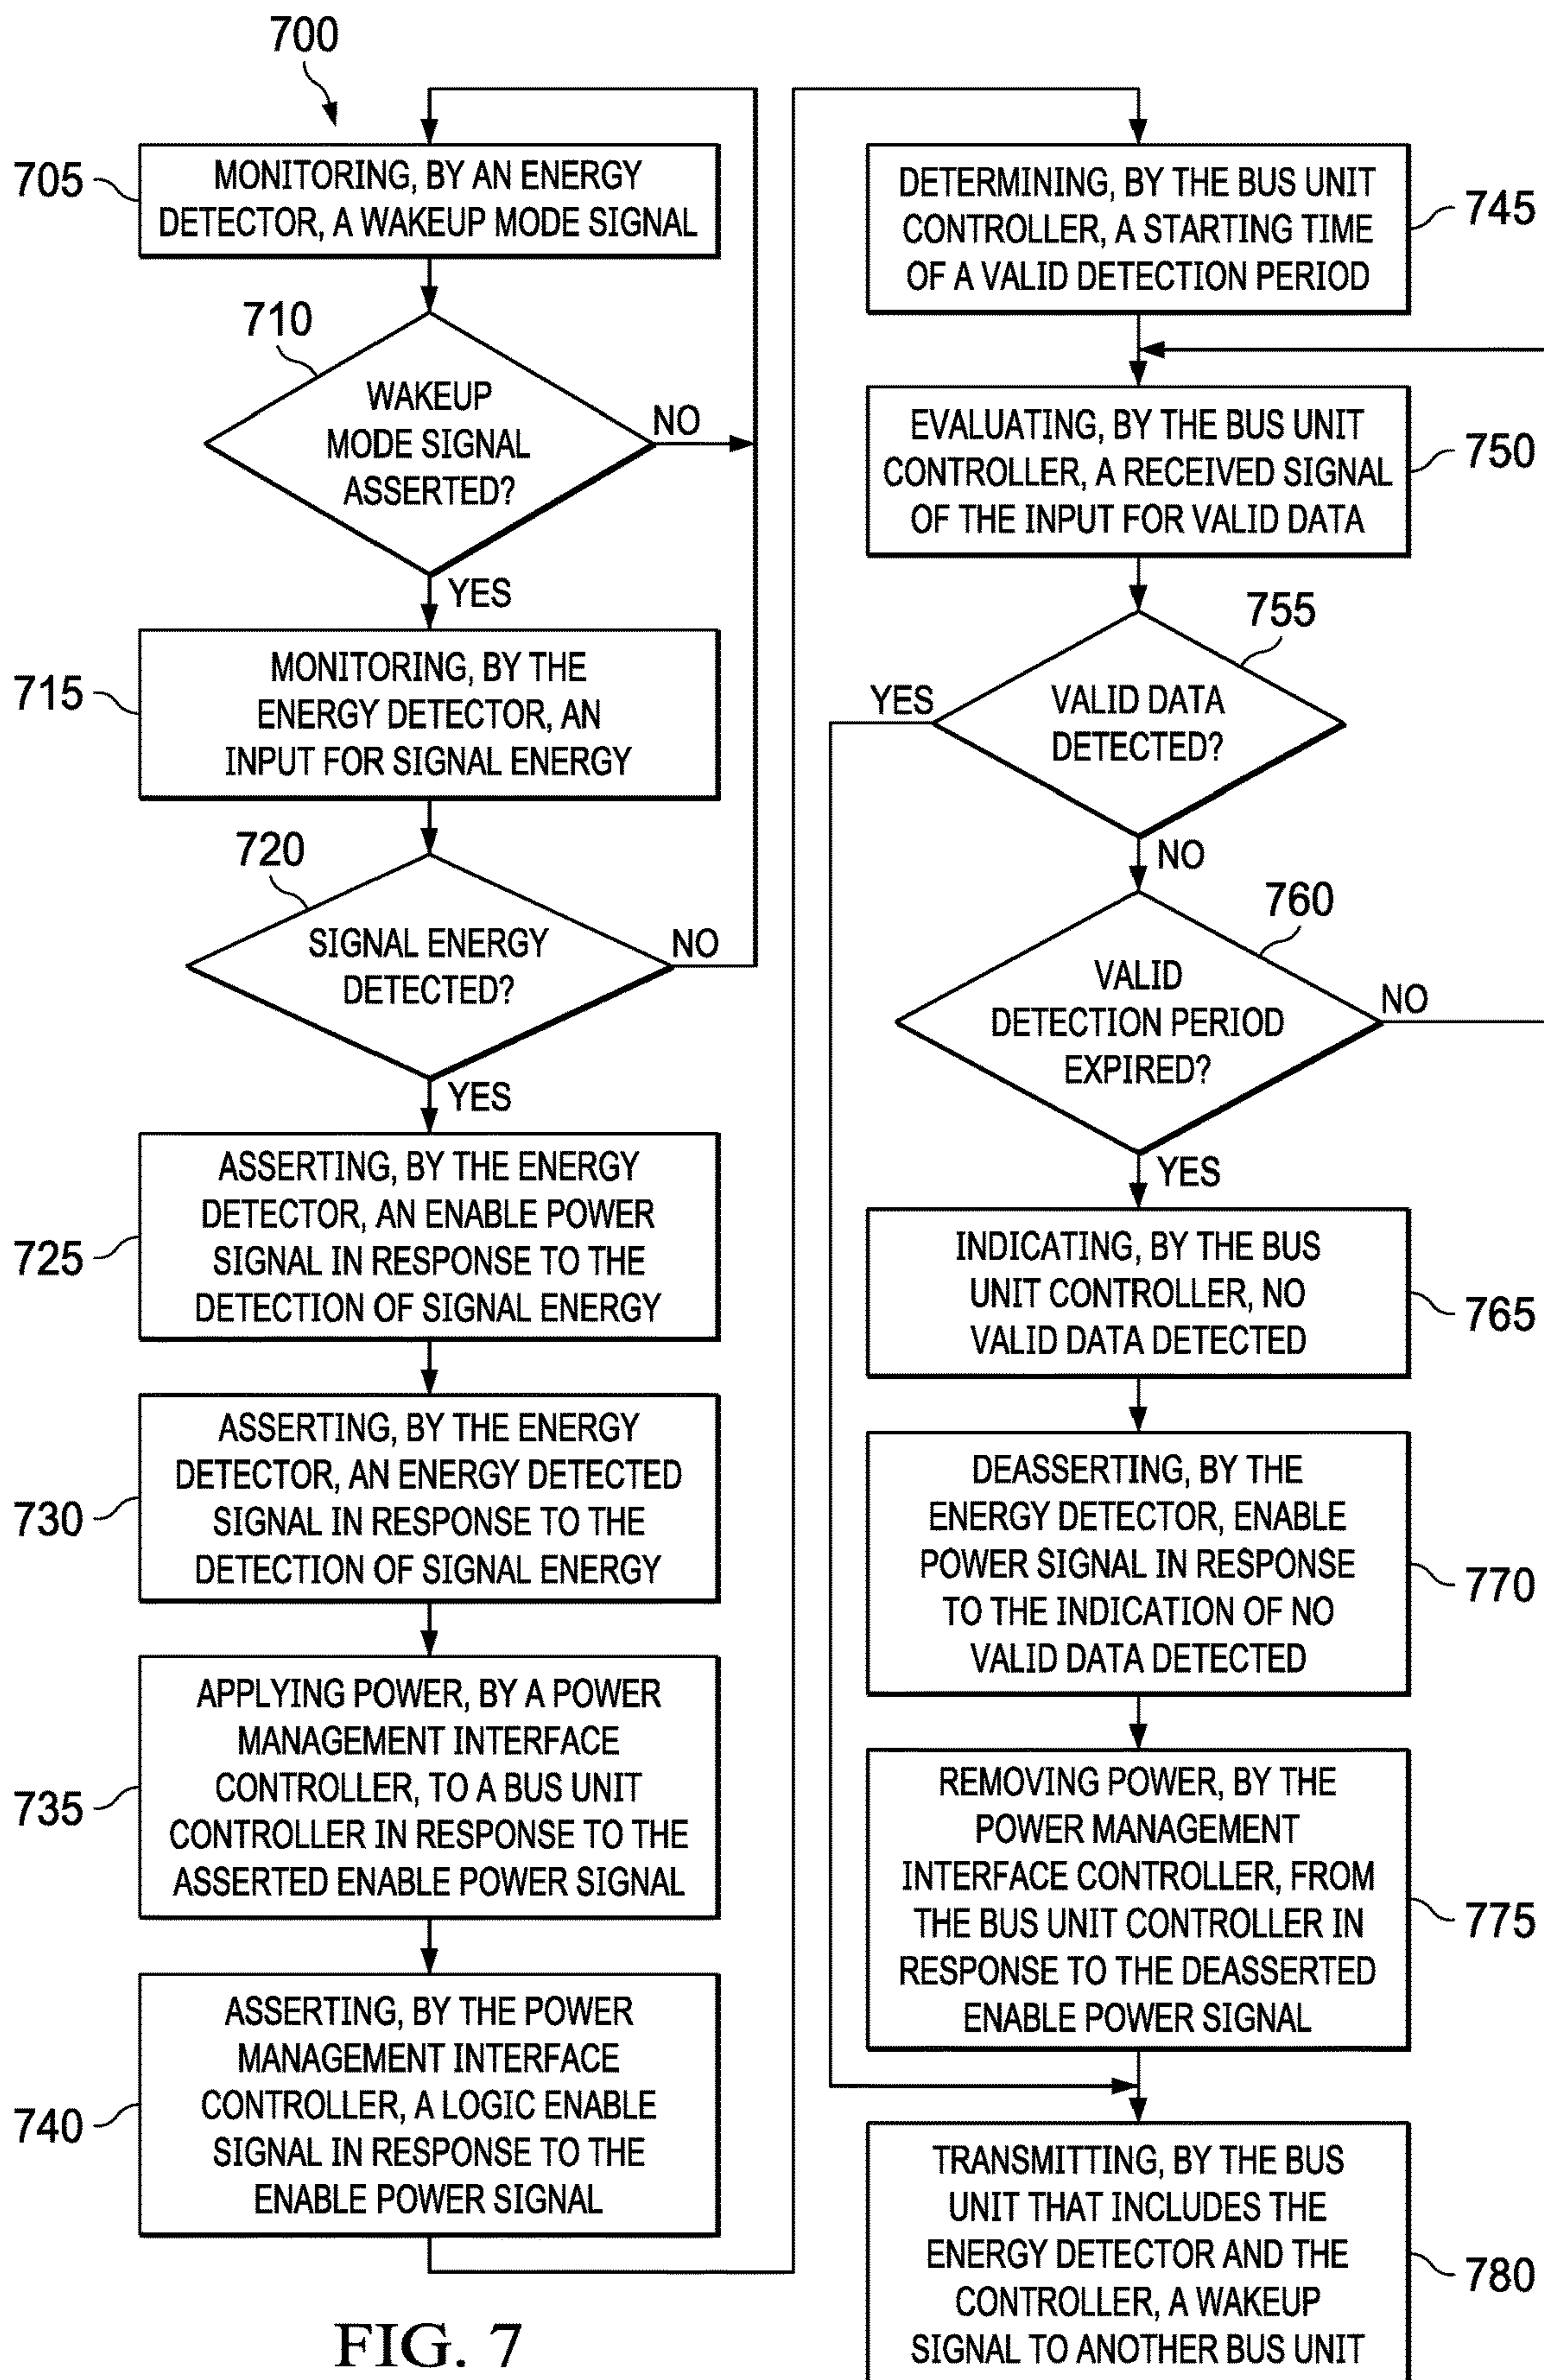 700
705
MONITORING, BY AN ENERGY
DETECTOR, A WAKEUP MODE SIGNAL
710
WAKEUP
MODE SIGNAL
ASSERTED?
NO
YES
715
MONITORING, BY THE
ENERGY DETECTOR, AN
INPUT FOR SIGNAL ENERGY
720
SIGNAL ENERGY
DETECTED?
NO
YES
725
ASSERTING, BY THE ENERGY
DETECTOR, AN ENABLE POWER
SIGNAL IN RESPONSE TO THE
DETECTION OF SIGNAL ENERGY
730
ASSERTING, BY THE ENERGY
DETECTOR, AN ENERGY DETECTED
SIGNAL IN RESPONSE TO THE
DETECTION OF SIGNAL ENERGY
735
APPLYING POWER, BY A POWER
MANAGEMENT INTERFACE
CONTROLLER, TO A BUS UNIT
CONTROLLER IN RESPONSE TO THE
ASSERTED ENABLE POWER SIGNAL
740
ASSERTING, BY THE POWER
MANAGEMENT INTERFACE
CONTROLLER, A LOGIC ENABLE
SIGNAL IN RESPONSE TO THE
ENABLE POWER SIGNAL
DETERMINING, BY THE BUS UNIT
CONTROLLER, A STARTING TIME
OF A VALID DETECTION PERIOD
745
EVALUATING, BY THE BUS UNIT
CONTROLLER, A RECEIVED SIGNAL
OF THE INPUT FOR VALID DATA
750
755
YES
VALID DATA
DETECTED?
NO
760
VALID
DETECTION PERIOD
EXPIRED?
NO
YES
INDICATING, BY THE BUS
UNIT CONTROLLER, NO
VALID DATA DETECTED
765
DEASSERTING, BY THE
ENERGY DETECTOR, ENABLE
POWER SIGNAL IN RESPONSE
TO THE INDICATION OF NO
VALID DATA DETECTED
770
REMOVING POWER, BY THE
POWER MANAGEMENT
INTERFACE CONTROLLER, FROM
THE BUS UNIT CONTROLLER IN
RESPONSE TO THE DEASSERTED
ENABLE POWER SIGNAL
775
TRANSMITTING, BY THE BUS
UNIT THAT INCLUDES THE
ENERGY DETECTOR AND THE
CONTROLLER, A WAKEUP
SIGNAL TO ANOTHER BUS UNIT
780
FIG. 7